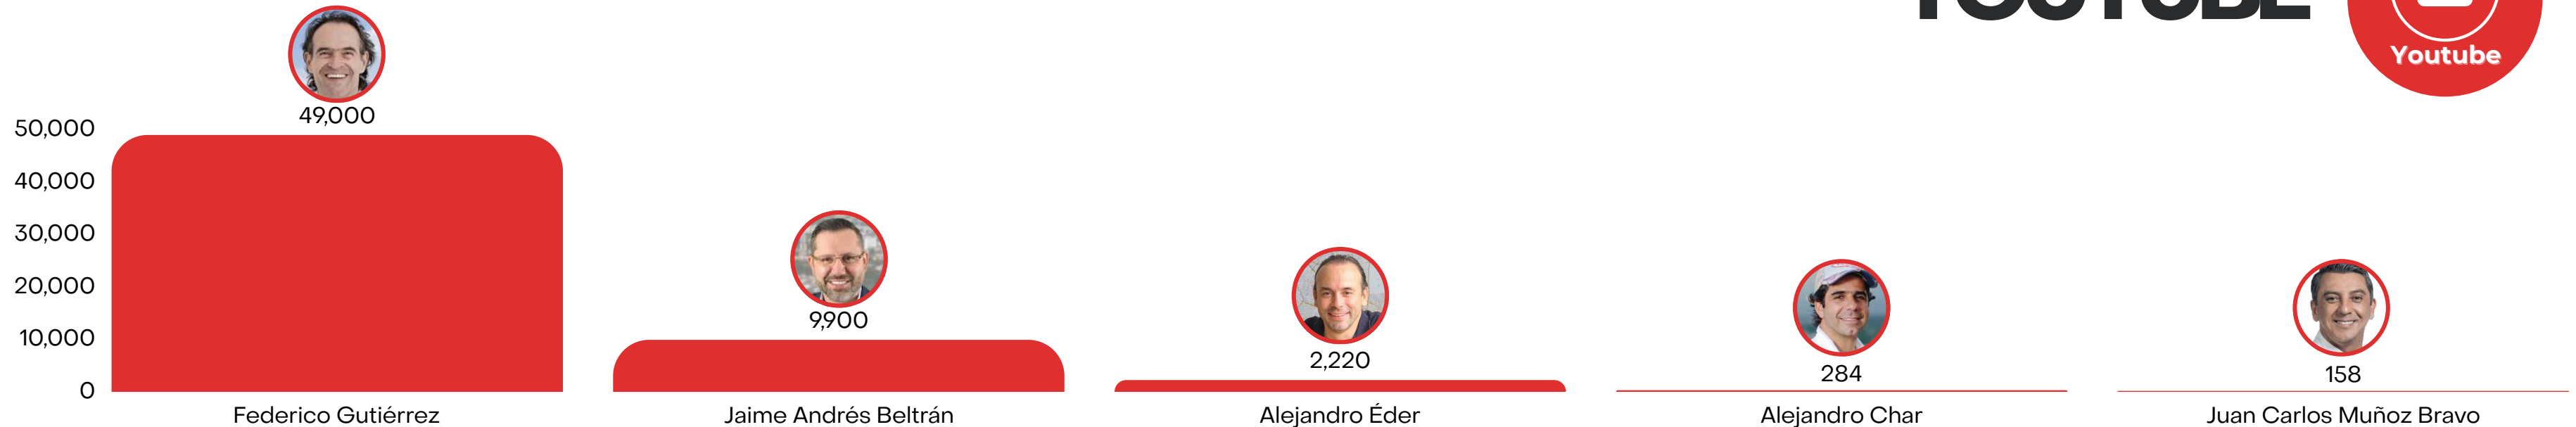 YOUTUBE
Youtube
49,000
50,000
40,000
30,000
9,900
20,000
2,220
10,000
284
158
0
Federico Gutiérrez
Jaime Andrés Beltrán
Alejandro Éder
Alejandro Char
Juan Carlos Muñoz Bravo